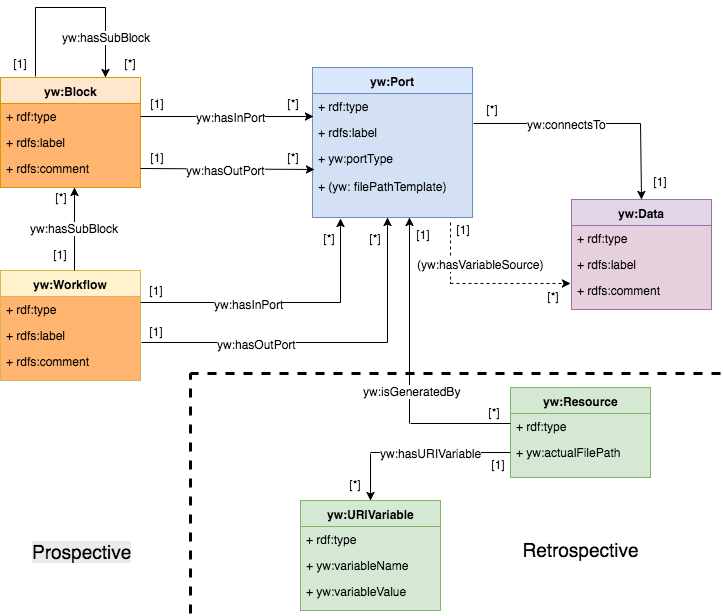 yw:hasSubBlock
[1]
[*]
yw:Block
+ rdf:type
+ rdfs:label
+ rdfs:comment
[1]
yw:hasInPort
[*]
[1]
yw:hasOutPort
[*]
yw:Port
+ rdf:type
+ rdfs:label
+ yw:portType
+ (yw: filePathTemplate)
[*]
yw:connectsTo
[1]
yw:Data
+ rdf:type
+ rdfs:label
+ rdfs:comment
[*]
yw:hasSubBlock
[1]
yw:Workflow
+ rdf:type
+ rdfs:label
+ rdfs:comment
[1]
yw:hasInPort
[*]
[1]
yw:hasOutPort
[*]
[1]
[1]
(yw:hasVariableSource)
[*]
yw:isGeneratedBy
[*]
yw:Resource
+ rdf:type
+ yw:actualFilePath
yw:hasURIVariable
[1]
[*]
yw:URIVariable
+ rdf:type
+ yw:variableName
+ yw:variableValue
Prospective
Retrospective